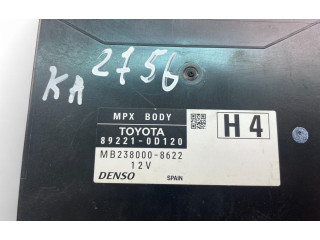 KA 2756
MPX BODY
TOYOTA
89221-0D120
MB238000-8622
12V
DENSO SPAIN
H4